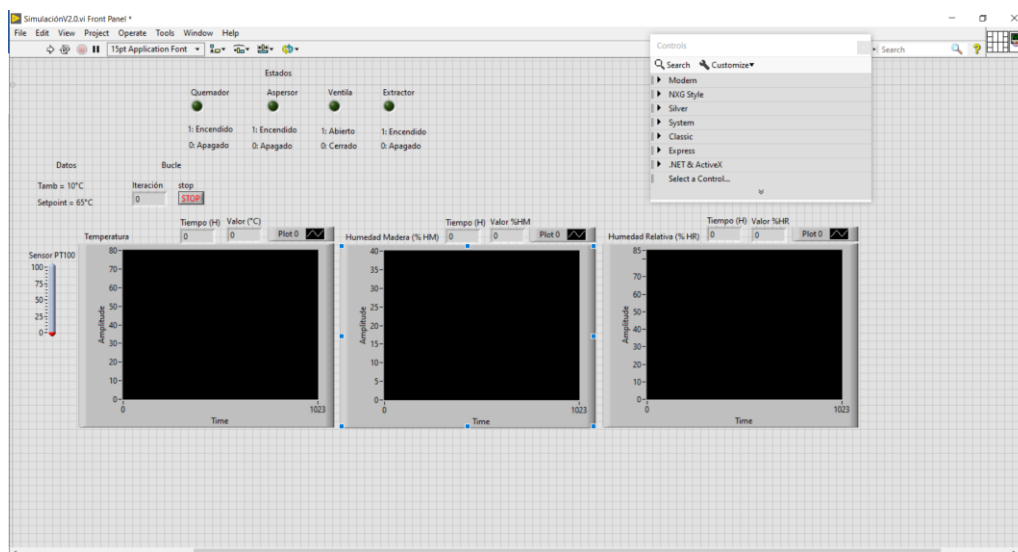 SimulaciónV2.0.vi Front Panel *
File Edit View Project Operate Tools Window Help
15pt Application Font
Search
Controls
Search Customize
Modern
NXG Style
Silver
System
Classic
Express
.NET & ActiveX
Select a Control...
Estados
Quemador Aspersor Ventila Extractor
1: Encendido 1: Encendido 1: Abierto 1: Encendido
0: Apagado 0: Apagado 0: Cerrado 0: Apagado
Datos Bucle
Tamb = 10°C Iteración stop
Setpoint = 65°C 0 STOP
Tiempo (H) Valor (°C) Tiempo (H) Valor %HM Tiempo (H) Valor %HR
Temperatura 0 0 Plot 0 Humedad Madera (% HM) 0 0 Plot 0 Humedad Relativa (% HR) 0 0 Plot 0
Sensor PT100
100
75
50
25
0
80
70
60
50
40
30
20
10
0
Amplitude
0 1023
Time
40
35
30
25
20
15
10
5
0
Amplitude
0 1023
Time
85
70
60
50
40
30
20
10
0
Amplitude
0 1023
Time